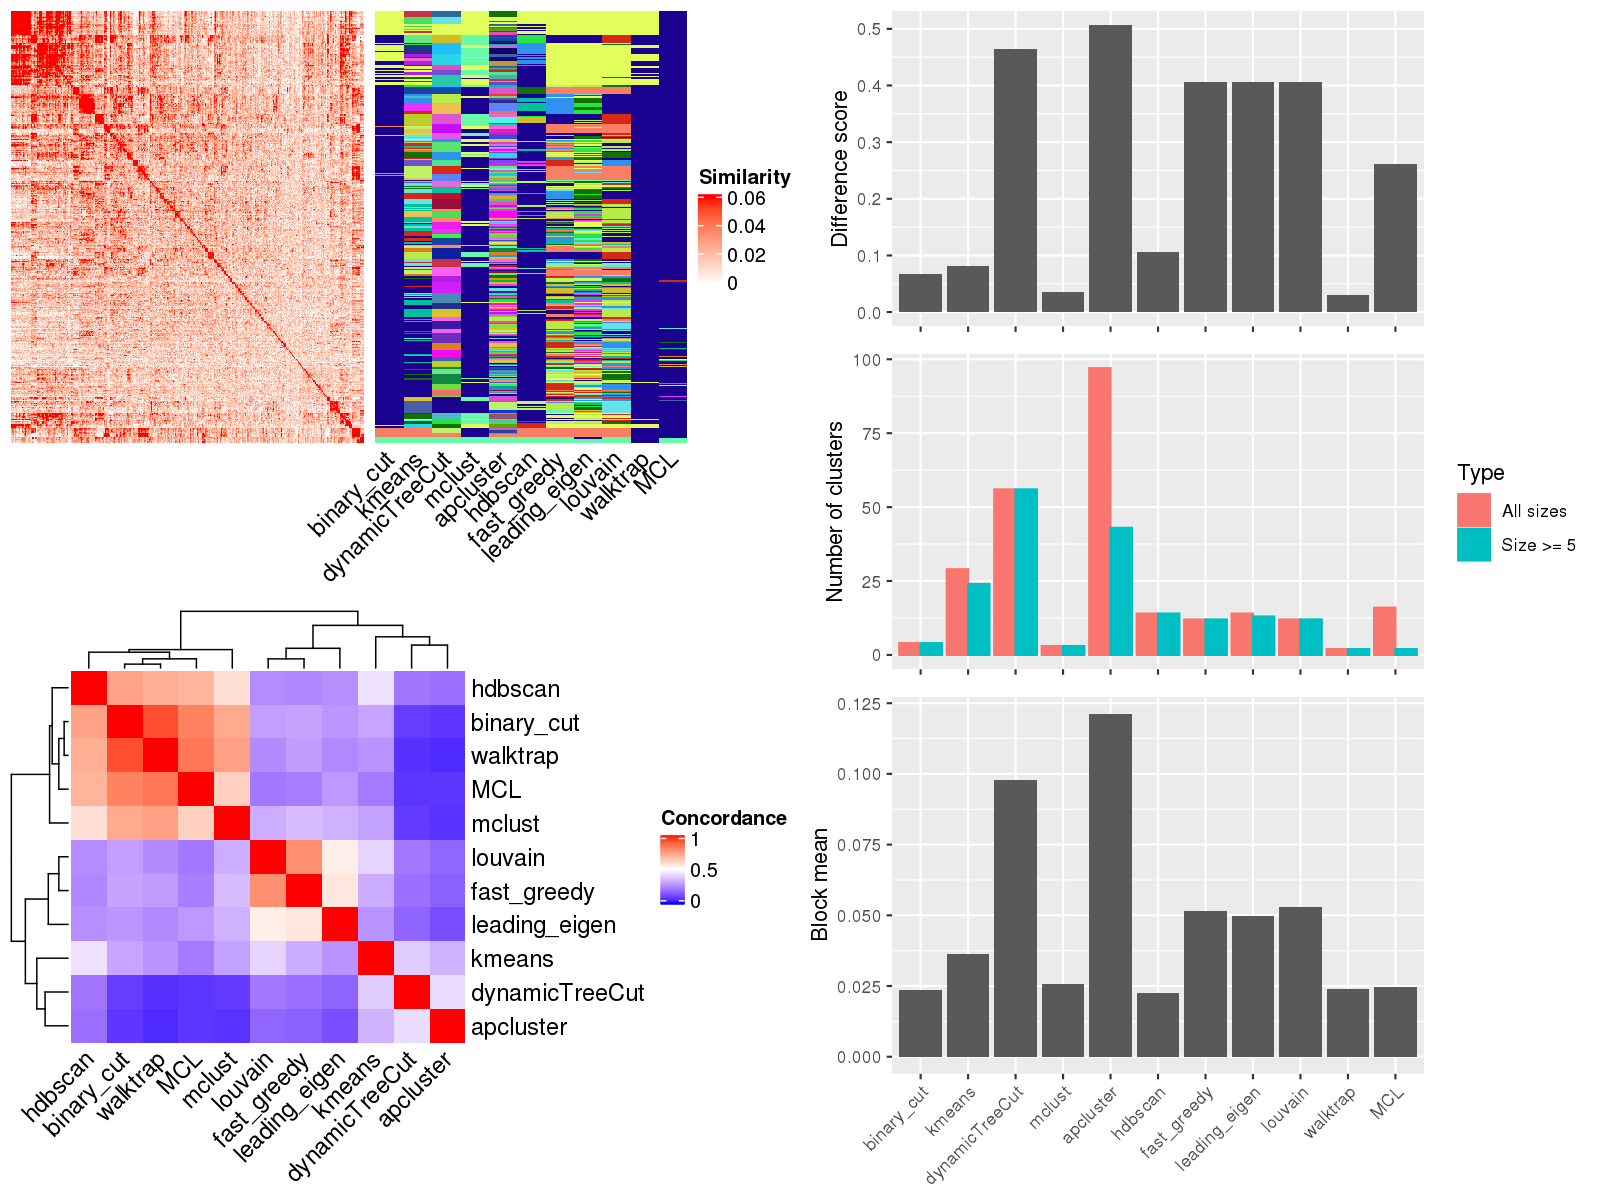 Similarity
0.06
0.04
0.02
0
binary_cut
kmeans
dynamicTreeCut
mclust
apcluster
hdbscan
fast_greedy
leading_eigen
louvain
walktrap
MCL
hdbscan
binary_cut
walktrap
MCL
mclust
louvain
fast_greedy
leading_eigen
kmeans
dynamicTreeCut
apcluster
hdbscan
binary_cut
walktrap
MCL
mclust
louvain
fast_greedy
leading_eigen
kmeans
dynamicTreeCut
apcluster
Concordance
1
0.5
0
Difference score
0.5
0.4
0.3
0.2
0.1
0.0
Number of clusters
100
75
50
25
0
Type
All sizes
Size >= 5
Block mean
0.125
0.100
0.075
0.050
0.025
0.000
binary_cut
kmeans
dynamicTreeCut
mclust
apcluster
hdbscan
fast_greedy
leading_eigen
louvain
walktrap
MCL